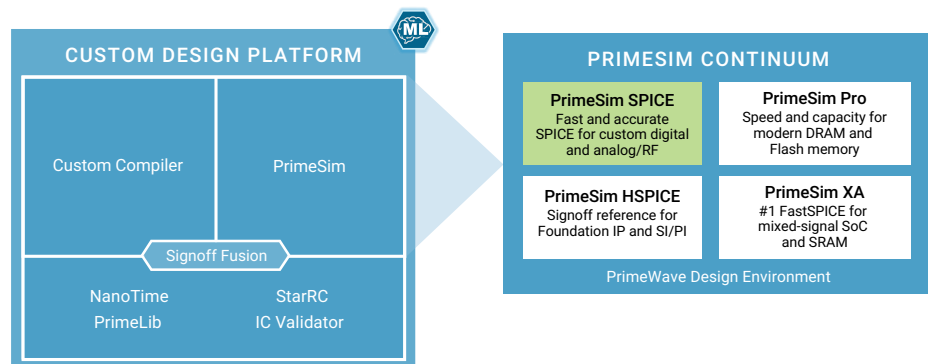 ML
CUSTOM DESIGN PLATFORM
Custom Compiler
PrimeSim
Signoff Fusion
NanoTime
StarRC
PrimeLib
IC Validator
PRIMESIM CONTINUUM
PrimeSim SPICE
Fast and accurate
SPICE for custom digital
and analog/RF
PrimeSim Pro
Speed and capacity for
modern DRAM and
Flash memory
PrimeSim HSPICE
Signoff reference for
Foundation IP and SI/PI
PrimeSim XA
#1 FastSPICE for
mixed-signal SoC
and SRAM
PrimeWave Design Environment